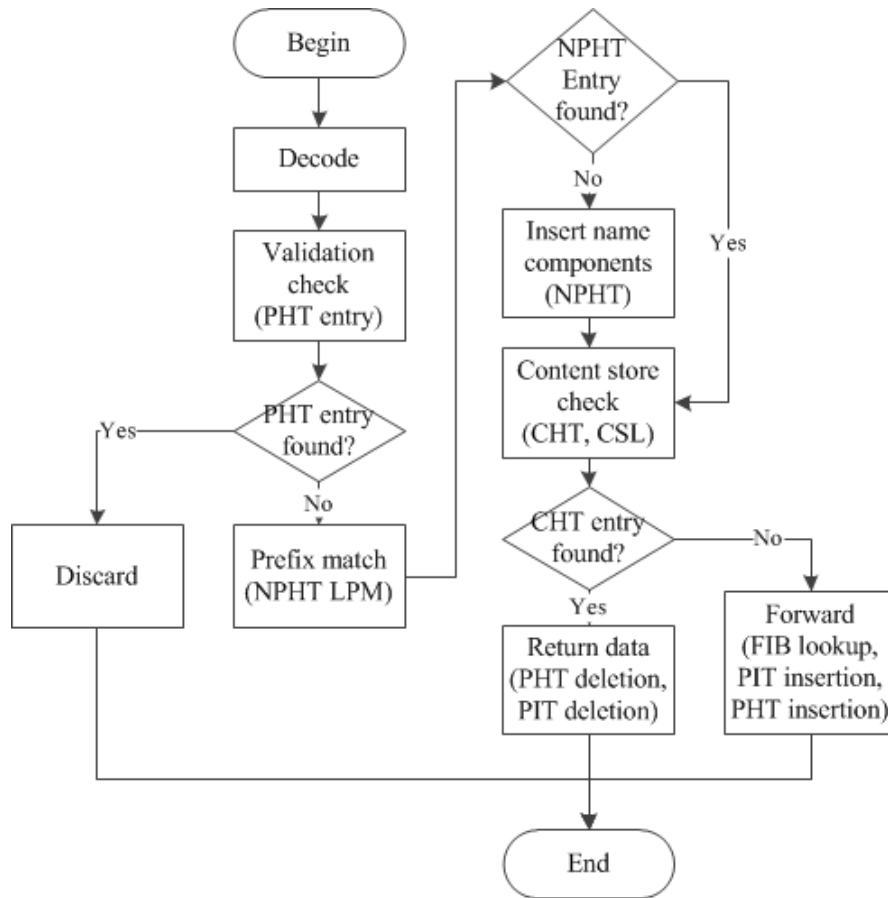 Begin
Decode
Validation
check
(PHT entry)
PHT entry
found?
Yes
No
Discard
Prefix match
(NPHT LPM)
NPHT
Entry
found?
No
Yes
Insert name
components
(NPHT)
Content store
check
(CHT, CSL)
CHT entry
found?
No
Yes
Return data
(PHT deletion,
PIT deletion)
Forward
(FIB lookup,
PIT insertion,
PHT insertion)
End